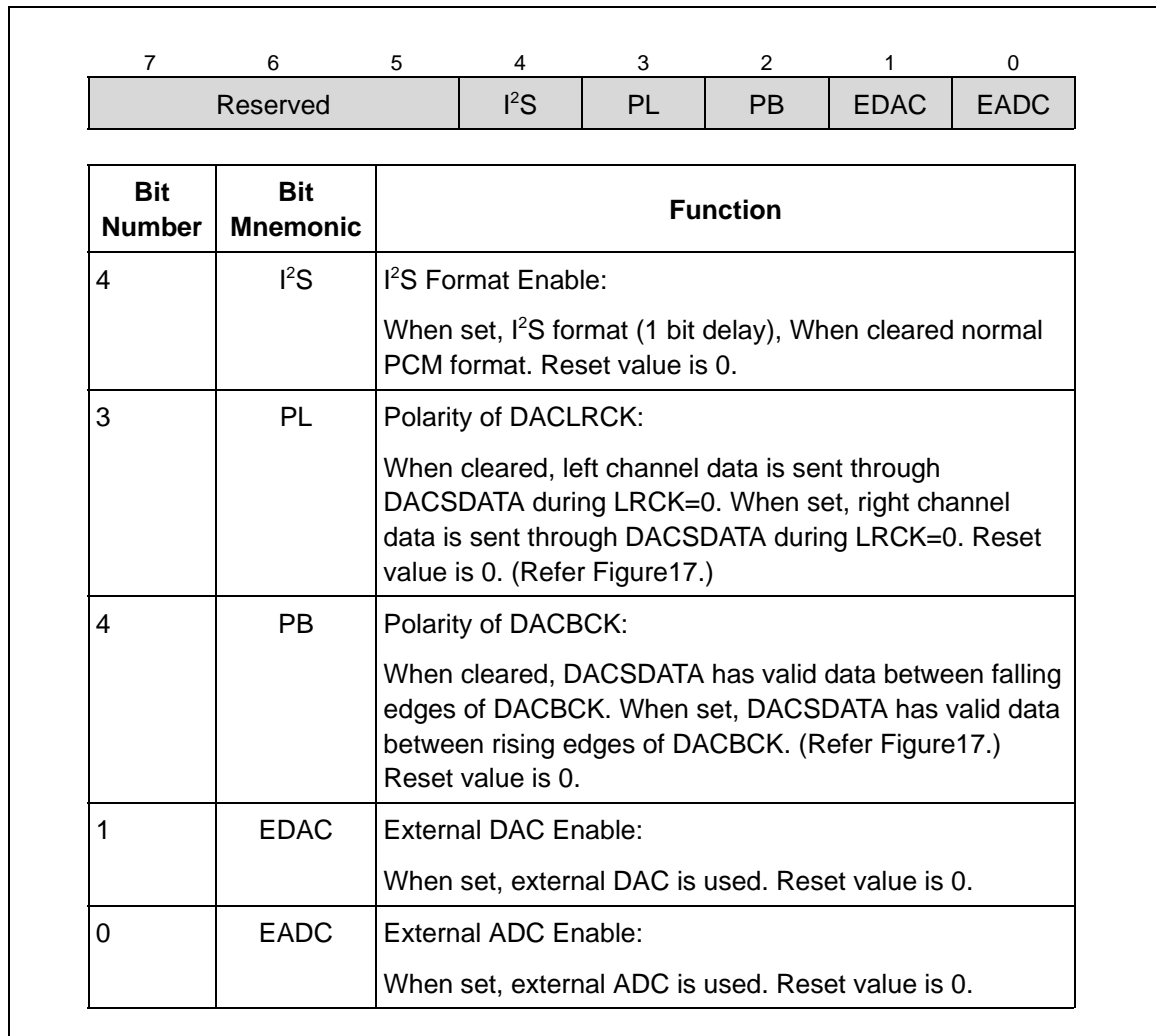 7 6 5 4 3 2 1 0
Reserved I²S PL PB EDAC EADC
Bit Number Bit Mnemonic Function
4 I²S I²S Format Enable:
When set, I²S format (1 bit delay), When cleared normal
PCM format. Reset value is 0.
3 PL Polarity of DACLRCK:
When cleared, left channel data is sent through
DACSDATA during LRCK=0. When set, right channel
data is sent through DACSDATA during LRCK=0. Reset
value is 0. (Refer Figure17.)
4 PB Polarity of DACBCK:
When cleared, DACSDATA has valid data between falling
edges of DACBCK. When set, DACSDATA has valid data
between rising edges of DACBCK. (Refer Figure17.)
Reset value is 0.
1 EDAC External DAC Enable:
When set, external DAC is used. Reset value is 0.
0 EADC External ADC Enable:
When set, external ADC is used. Reset value is 0.